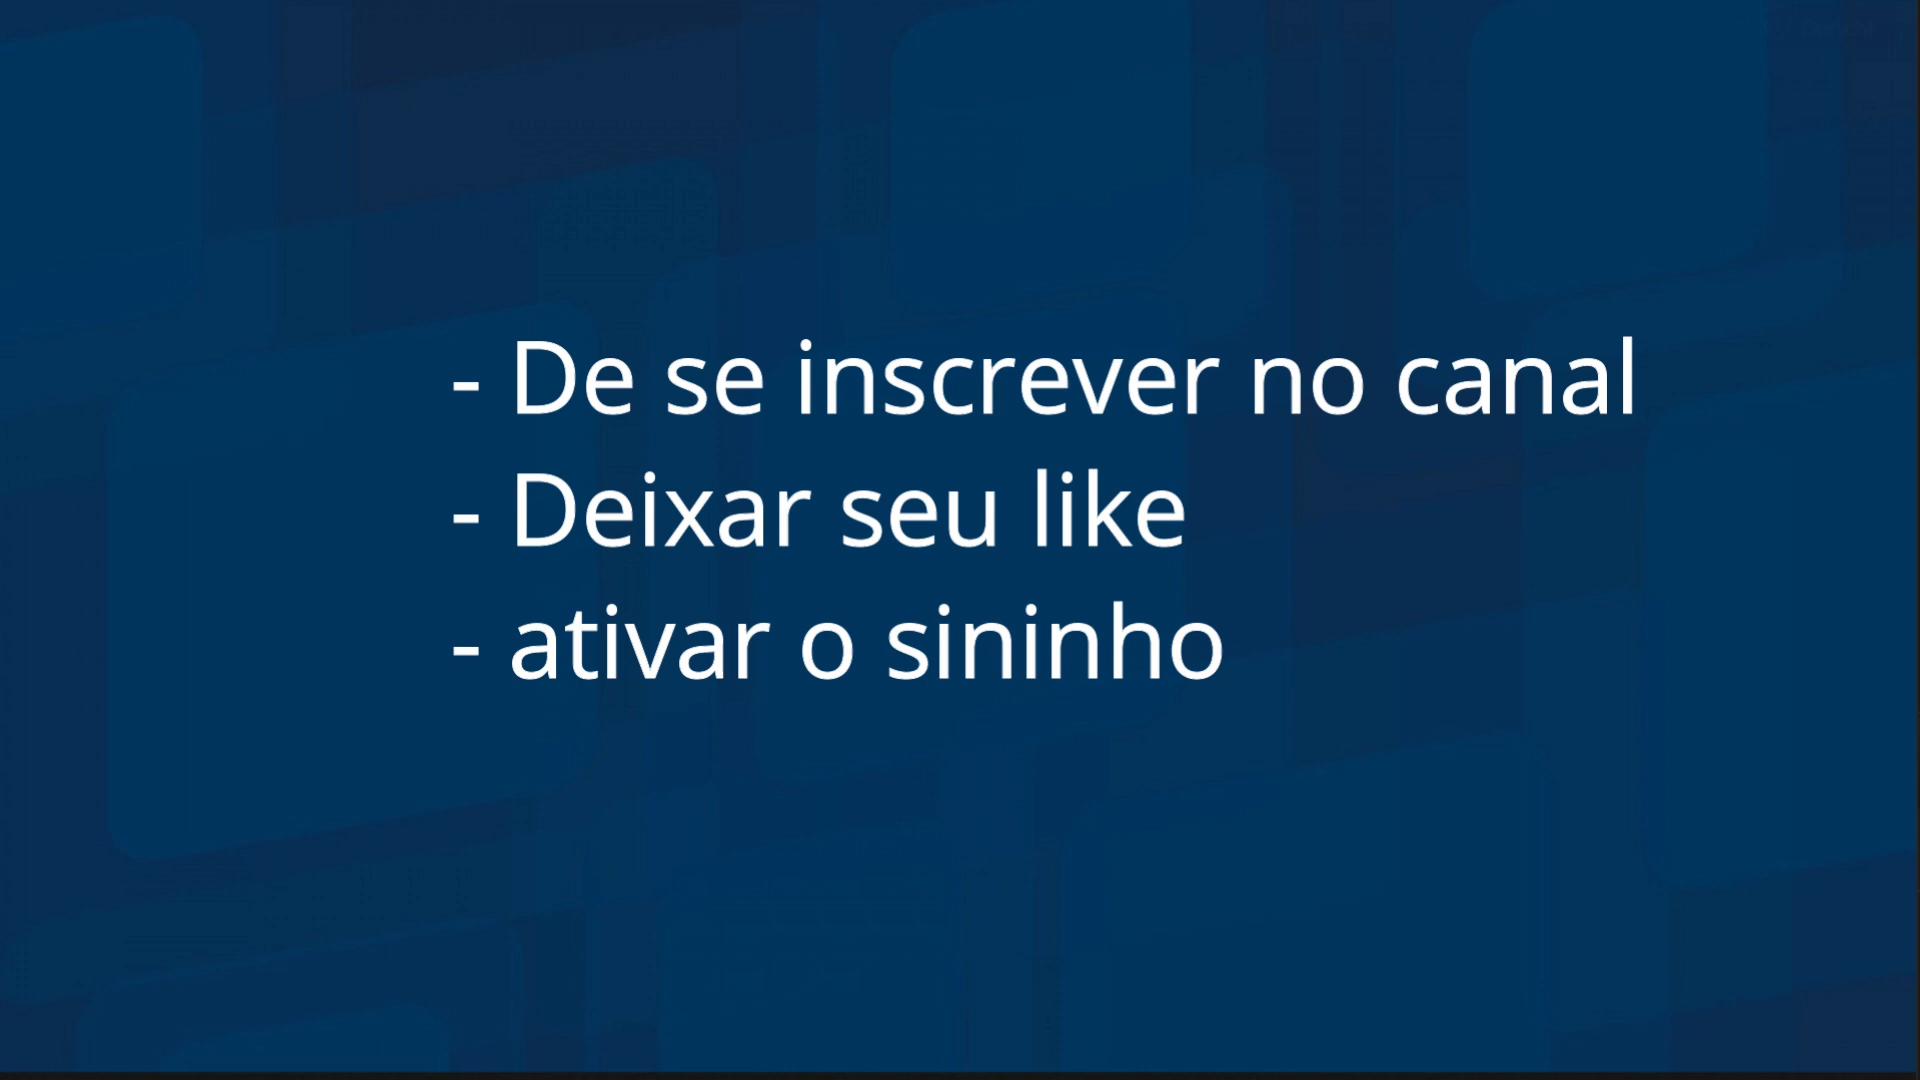 - De se inscrever no canal
- Deixar seu like
- ativar o sininho